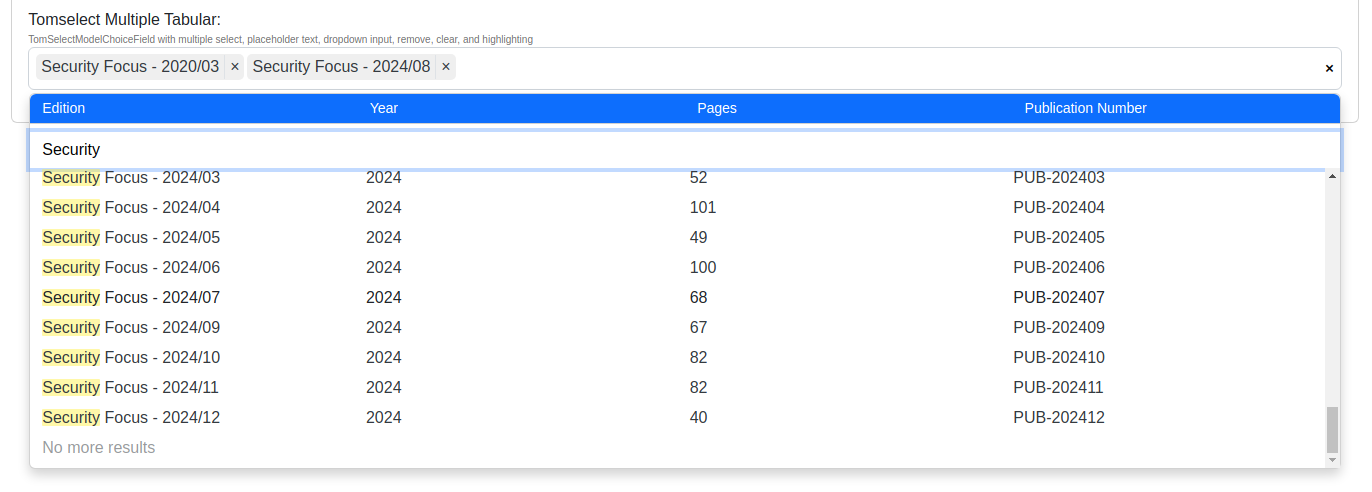 Tomselect Multiple Tabular:
TomSelectModelChoiceField with multiple select, placeholder text, dropdown input, remove, clear, and highlighting
Security Focus - 2020/03 × Security Focus - 2024/08 × ×
Edition Year Pages Publication Number
Security
Security Focus - 2024/03 2024 52 PUB-202403
Security Focus - 2024/04 2024 101 PUB-202404
Security Focus - 2024/05 2024 49 PUB-202405
Security Focus - 2024/06 2024 100 PUB-202406
Security Focus - 2024/07 2024 68 PUB-202407
Security Focus - 2024/09 2024 67 PUB-202409
Security Focus - 2024/10 2024 82 PUB-202410
Security Focus - 2024/11 2024 82 PUB-202411
Security Focus - 2024/12 2024 40 PUB-202412
No more results